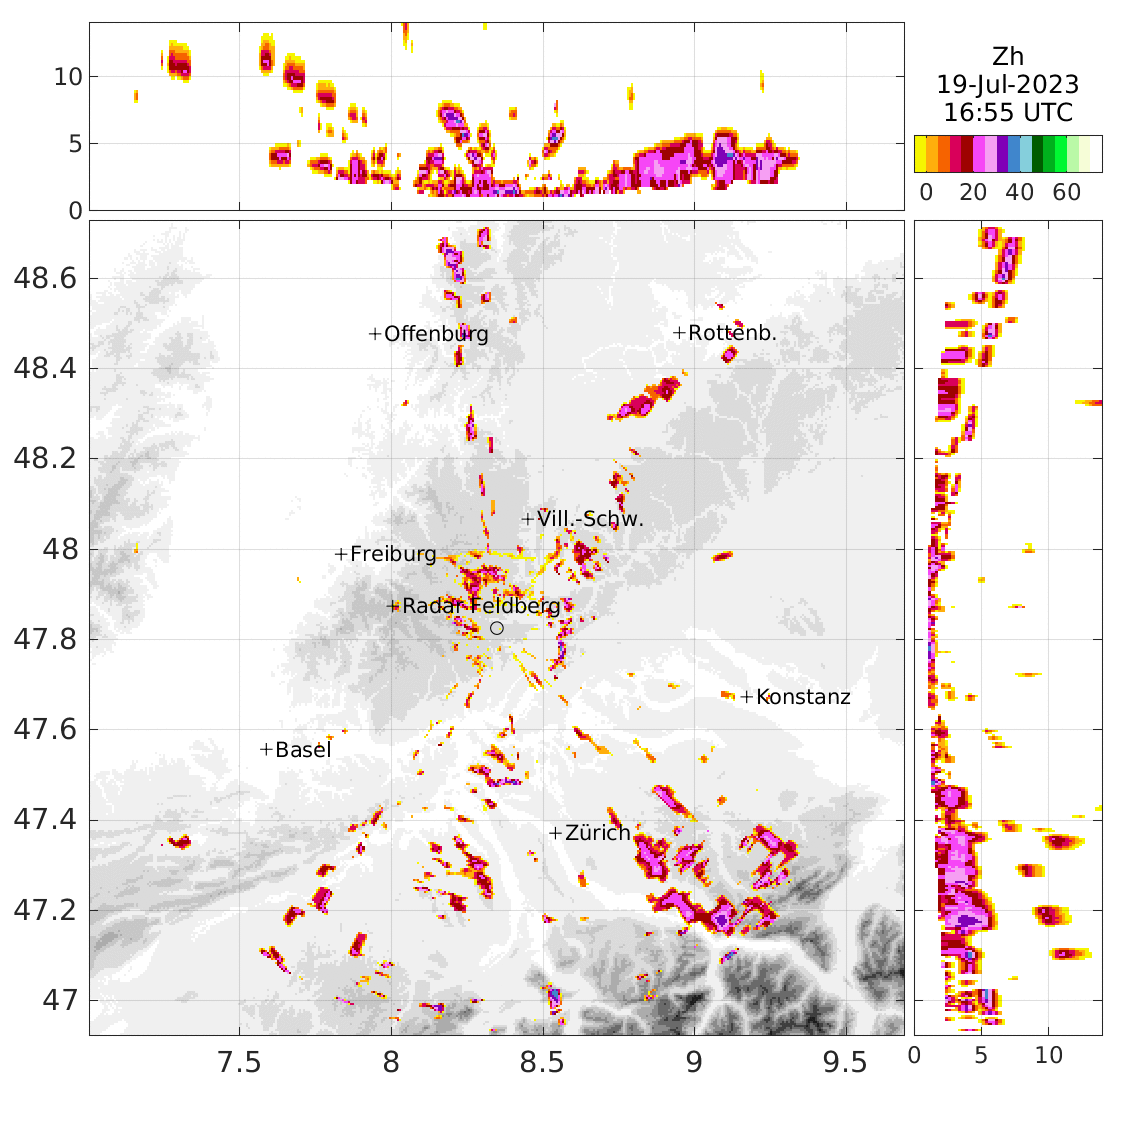 10
5
0
Zh
19-Jul-2023
16:55 UTC
0 20 40 60
48.6
48.4
48.2
48
47.8
47.6
47.4
47.2
47
+Offenburg
+Rottenb.
+Vill.-Schw.
+Freiburg
+Radar Feldberg
+Konstanz
+Basel
+Zürich
7.5 8 8.5 9 9.5
0 5 10